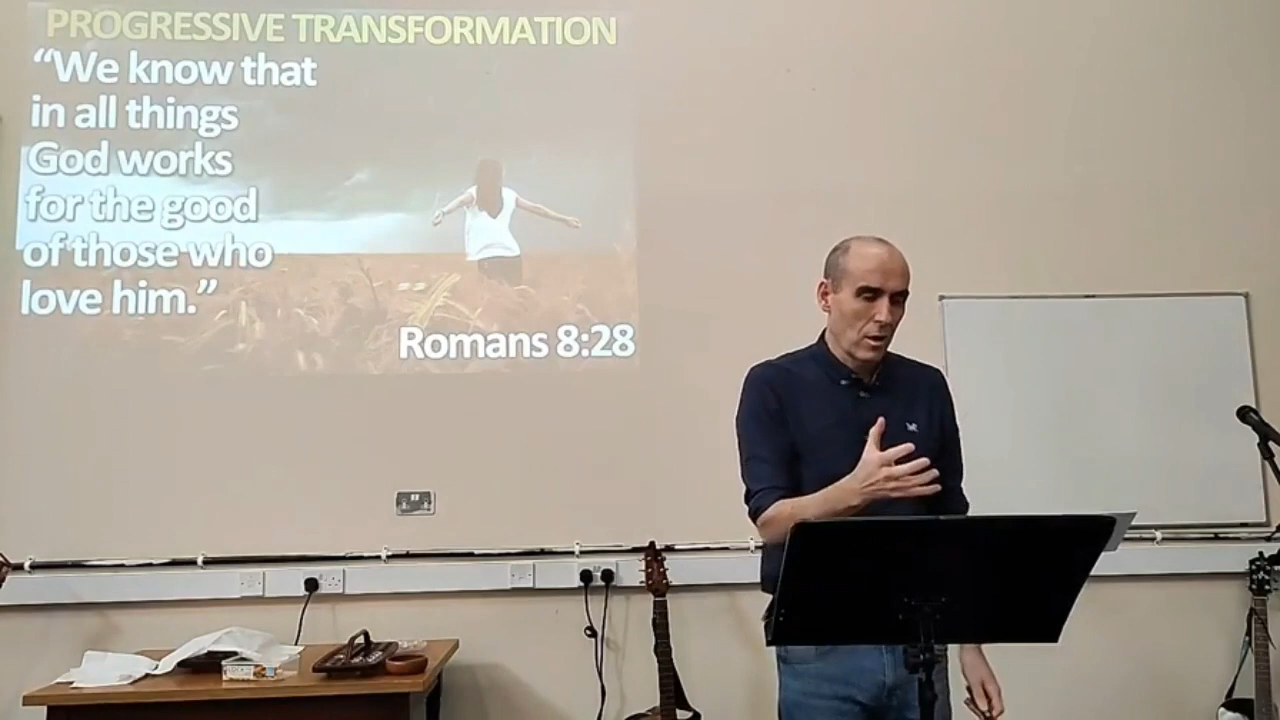 PROGRESSIVE TRANSFORMATION
“We know that
in all things
God works
for the good
of those who
love him.”
Romans 8:28